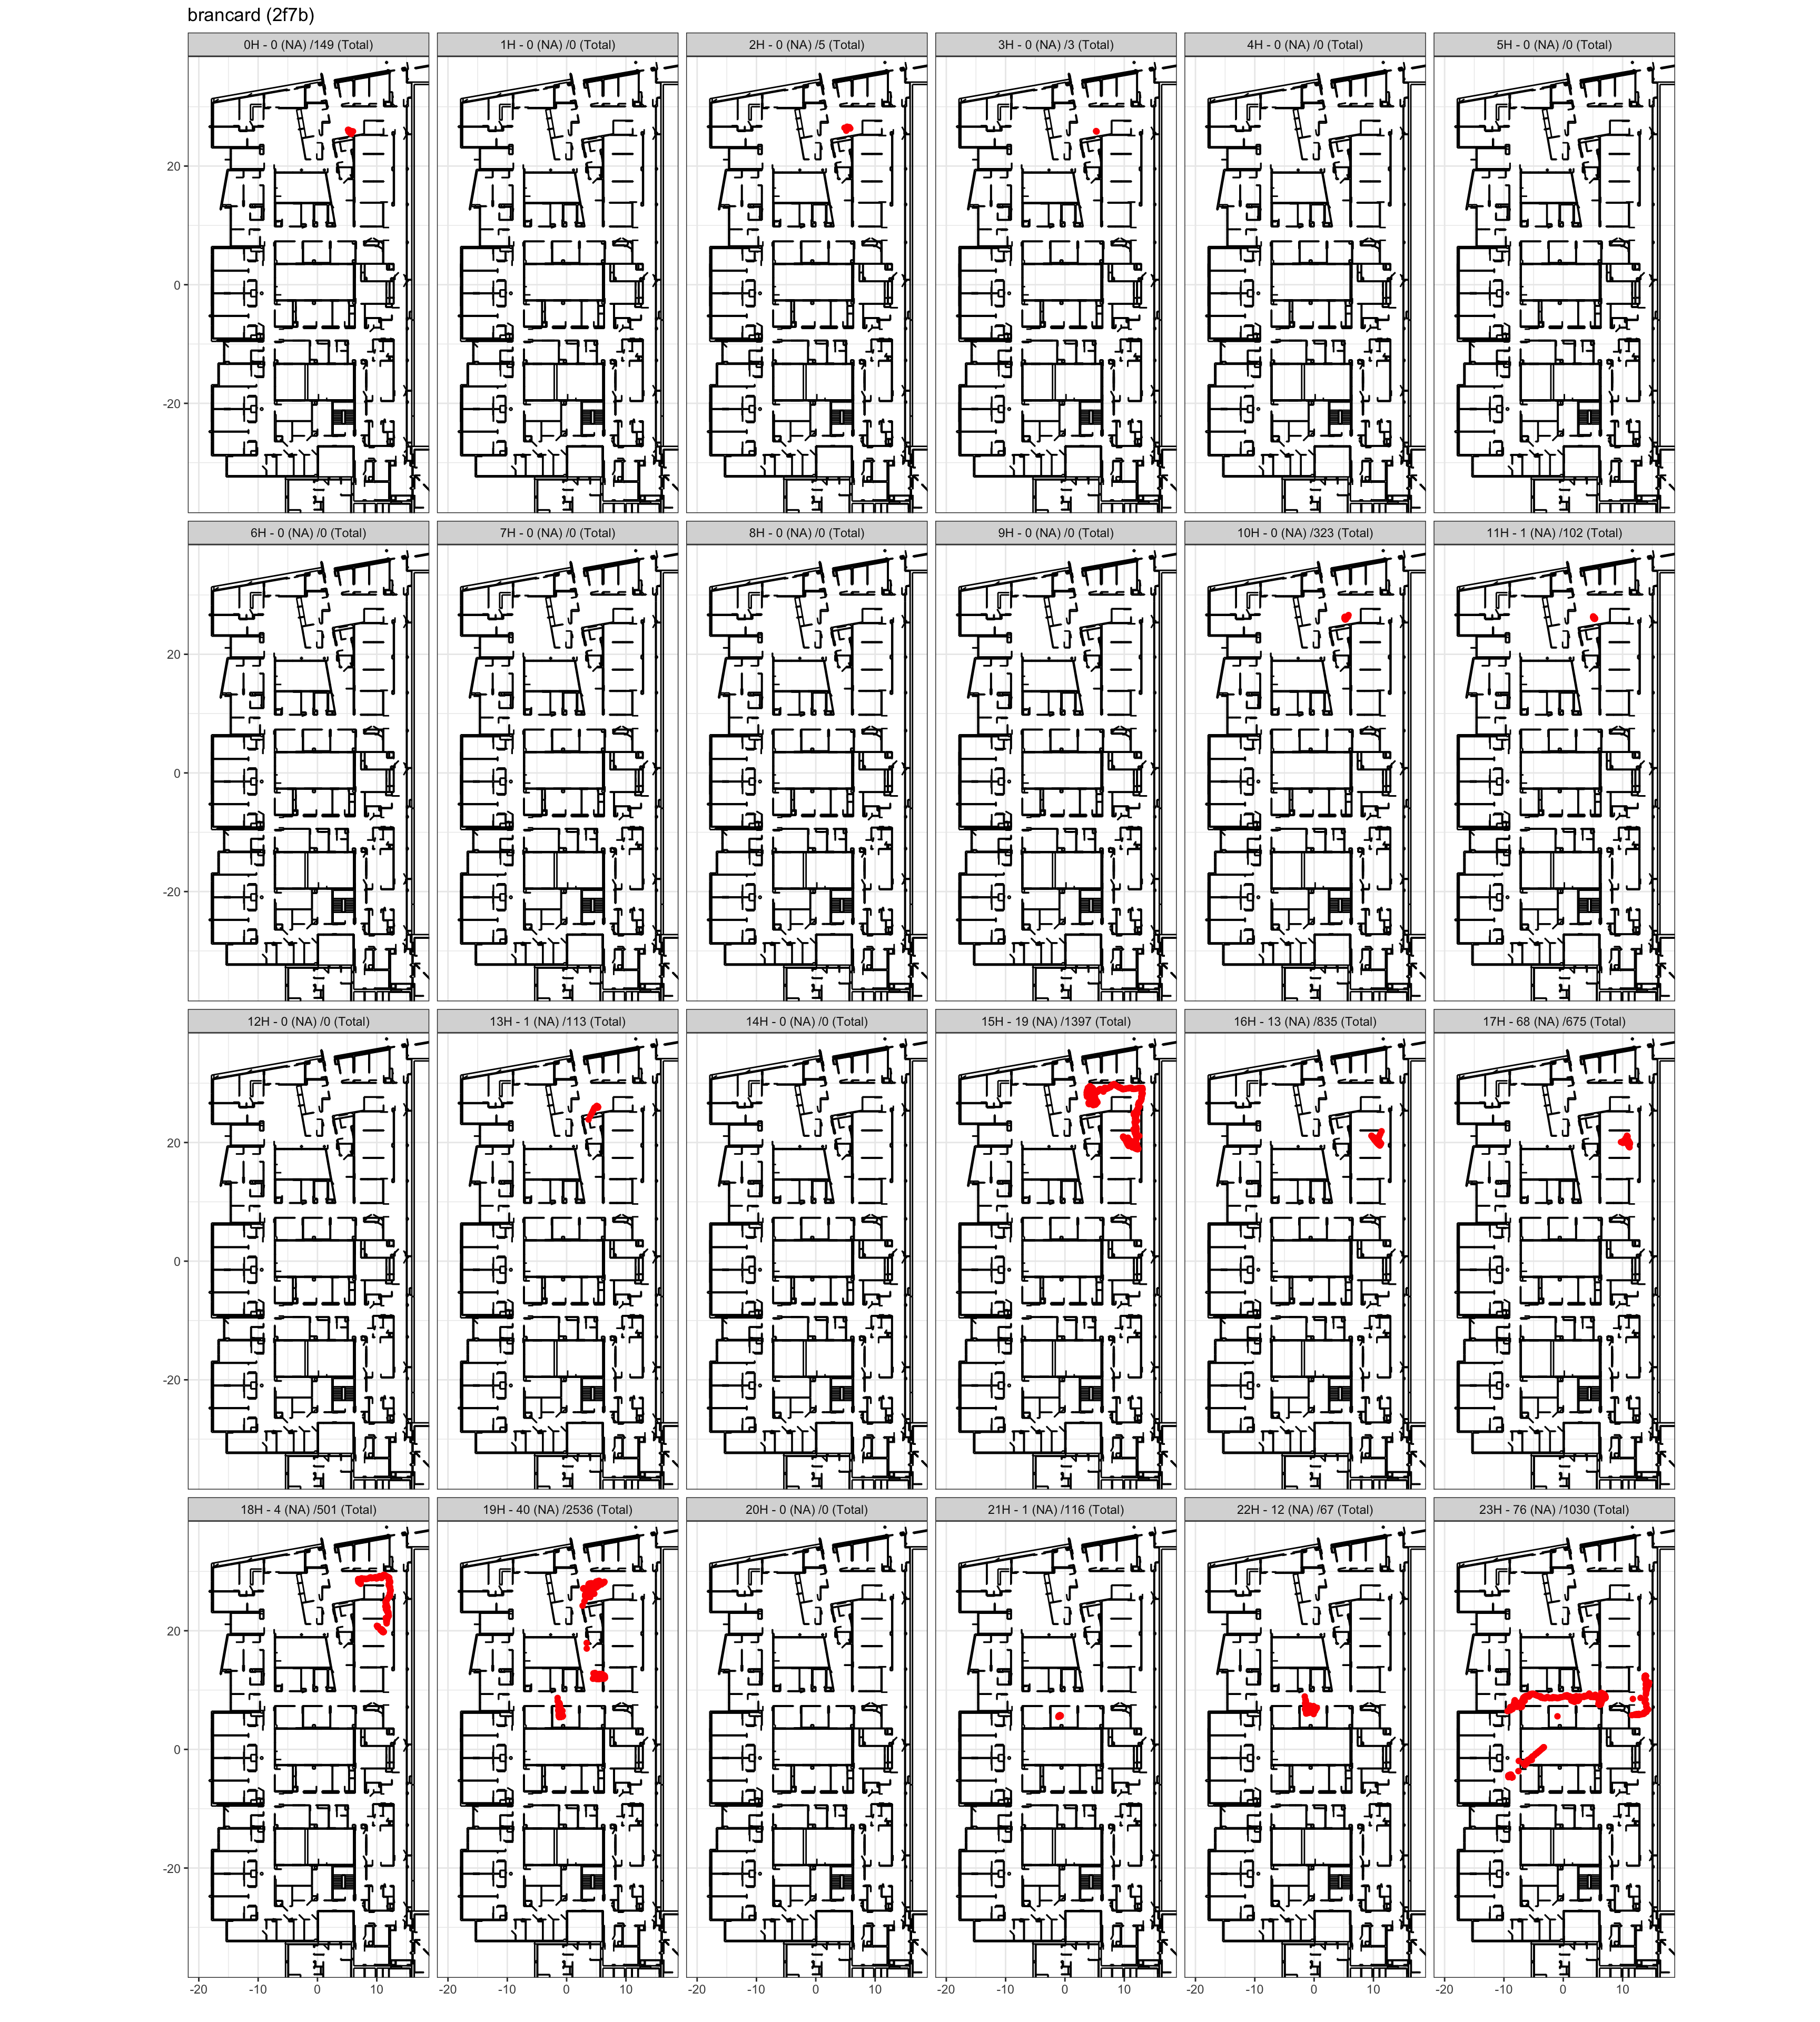 brancard (2f7b)
0H - 0 (NA) /149 (Total) 1H - 0 (NA) /0 (Total) 2H - 0 (NA) /5 (Total) 3H - 0 (NA) /3 (Total) 4H - 0 (NA) /0 (Total) 5H - 0 (NA) /0 (Total)
20
0
-20
6H - 0 (NA) /0 (Total) 7H - 0 (NA) /0 (Total) 8H - 0 (NA) /0 (Total) 9H - 0 (NA) /0 (Total) 10H - 0 (NA) /323 (Total) 11H - 1 (NA) /102 (Total)
20
0
-20
12H - 0 (NA) /0 (Total) 13H - 1 (NA) /113 (Total) 14H - 0 (NA) /0 (Total) 15H - 19 (NA) /1397 (Total) 16H - 13 (NA) /835 (Total) 17H - 68 (NA) /675 (Total)
20
0
-20
18H - 4 (NA) /501 (Total) 19H - 40 (NA) /2536 (Total) 20H - 0 (NA) /0 (Total) 21H - 1 (NA) /116 (Total) 22H - 12 (NA) /67 (Total) 23H - 76 (NA) /1030 (Total)
20
0
-20
-20 -10 0 10 -20 -10 0 10 -20 -10 0 10 -20 -10 0 10 -20 -10 0 10 -20 -10 0 10